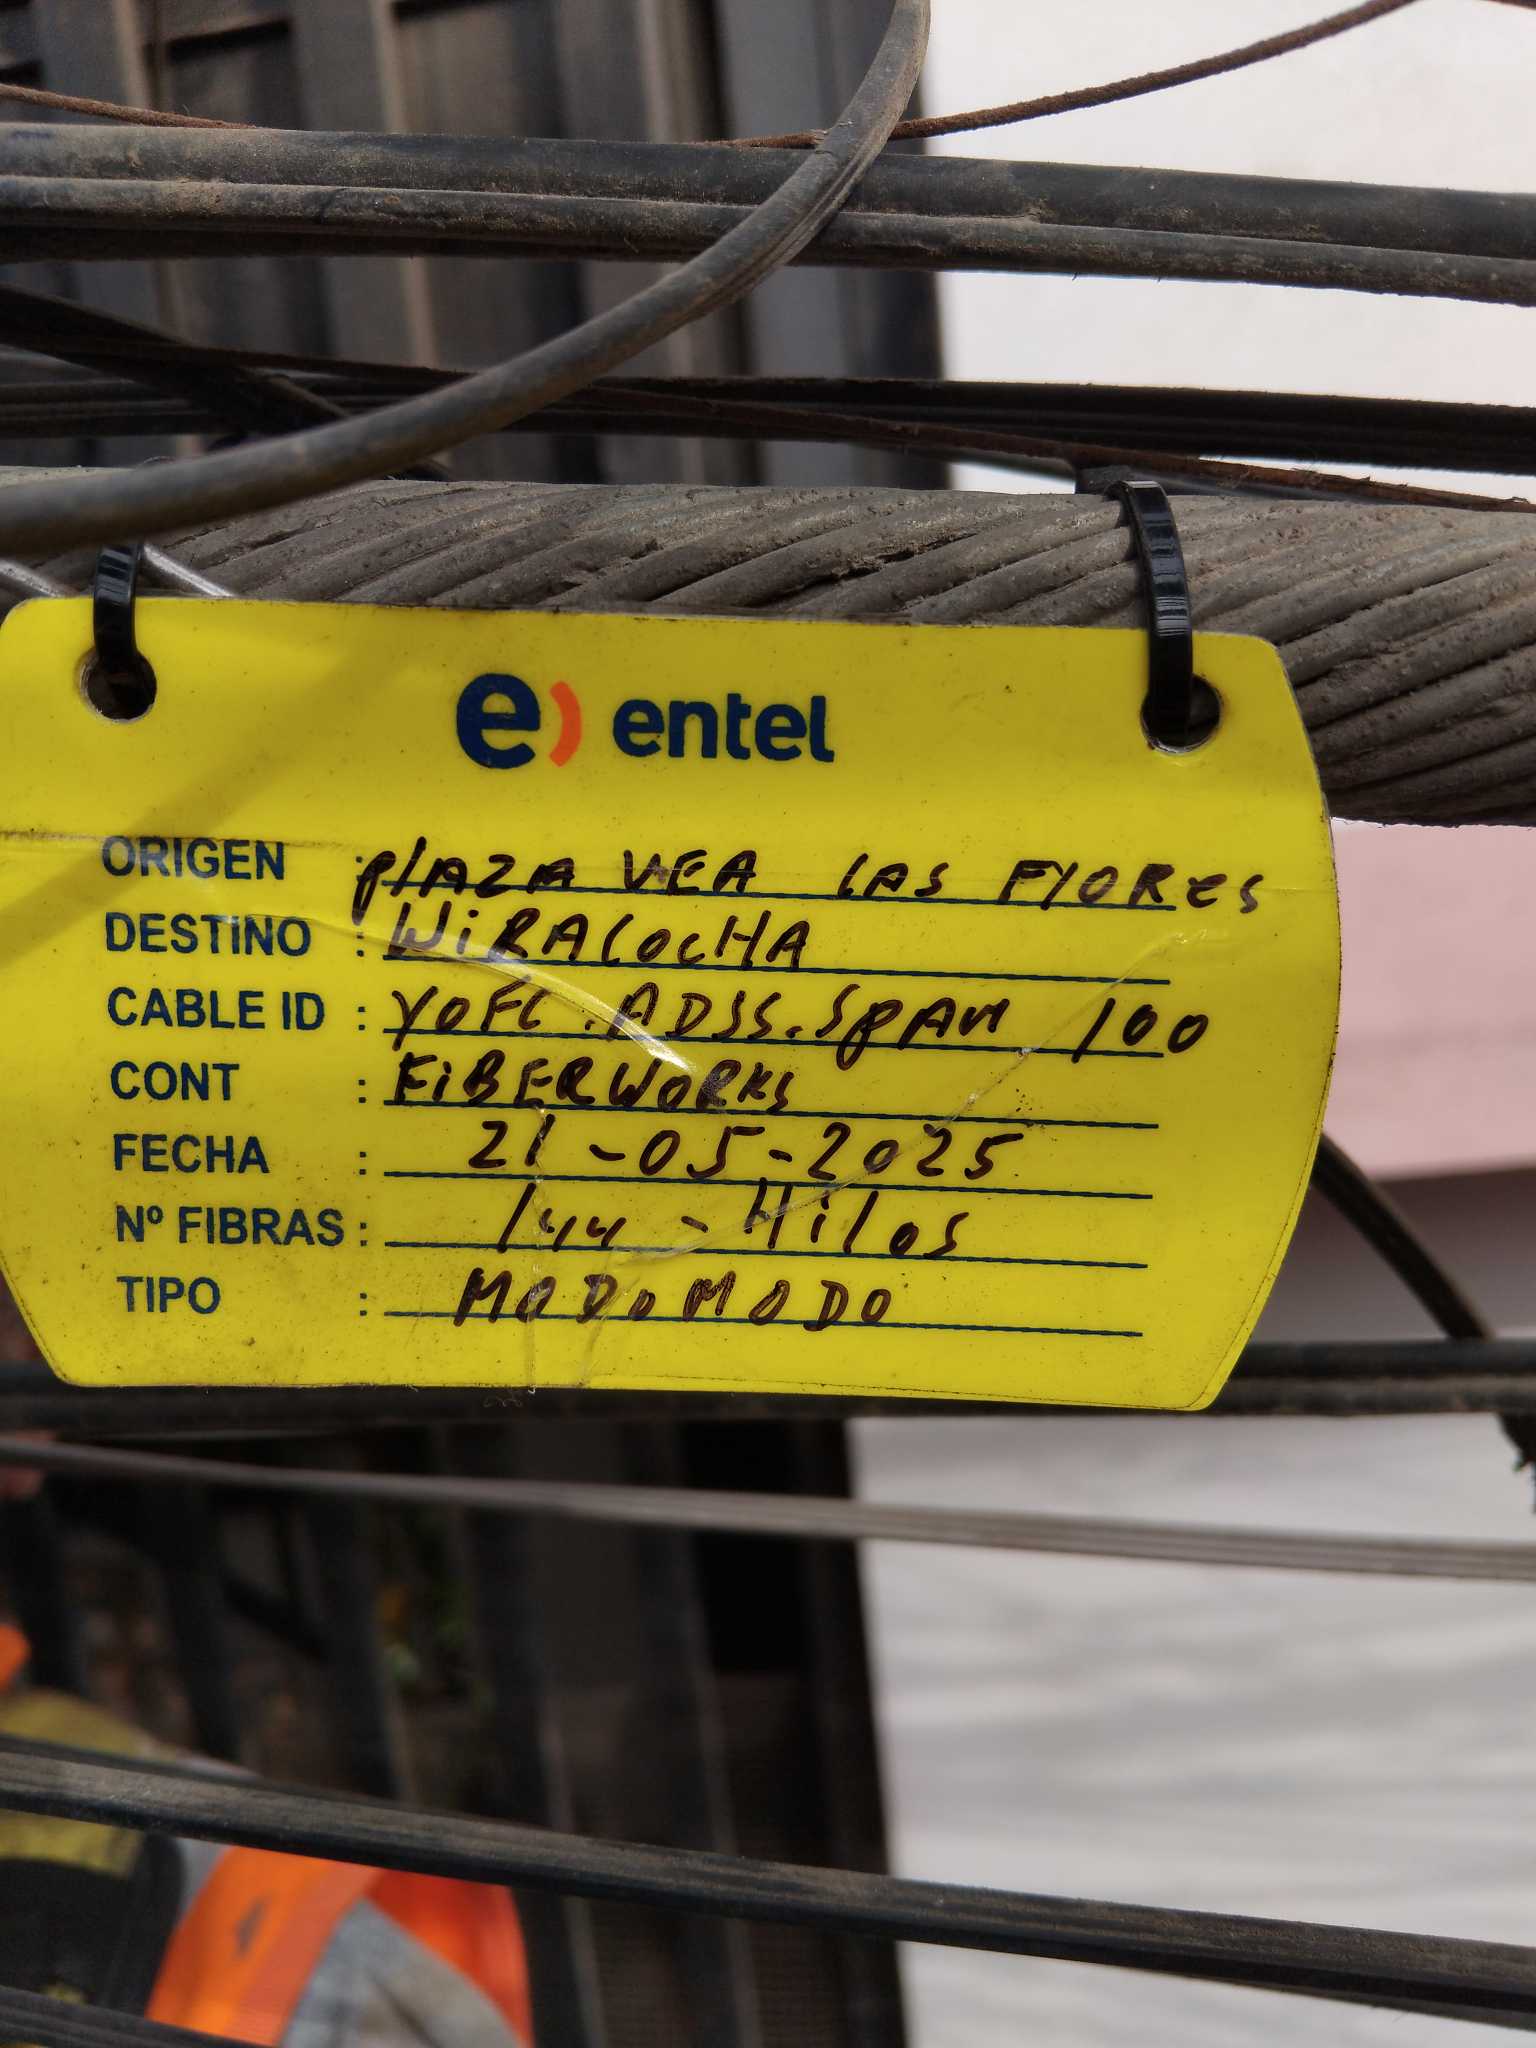 e) entel
ORIGEN : PlAZA VEA LAS FlORES
DESTINO : WiRACOCHA
CABLE ID : YOFC.ADSS.SPAN 100
CONT : FiBERWORKS
FECHA : 21-05-2025
Nº FIBRAS : 144 - Hilos
TIPO : MODOMODO